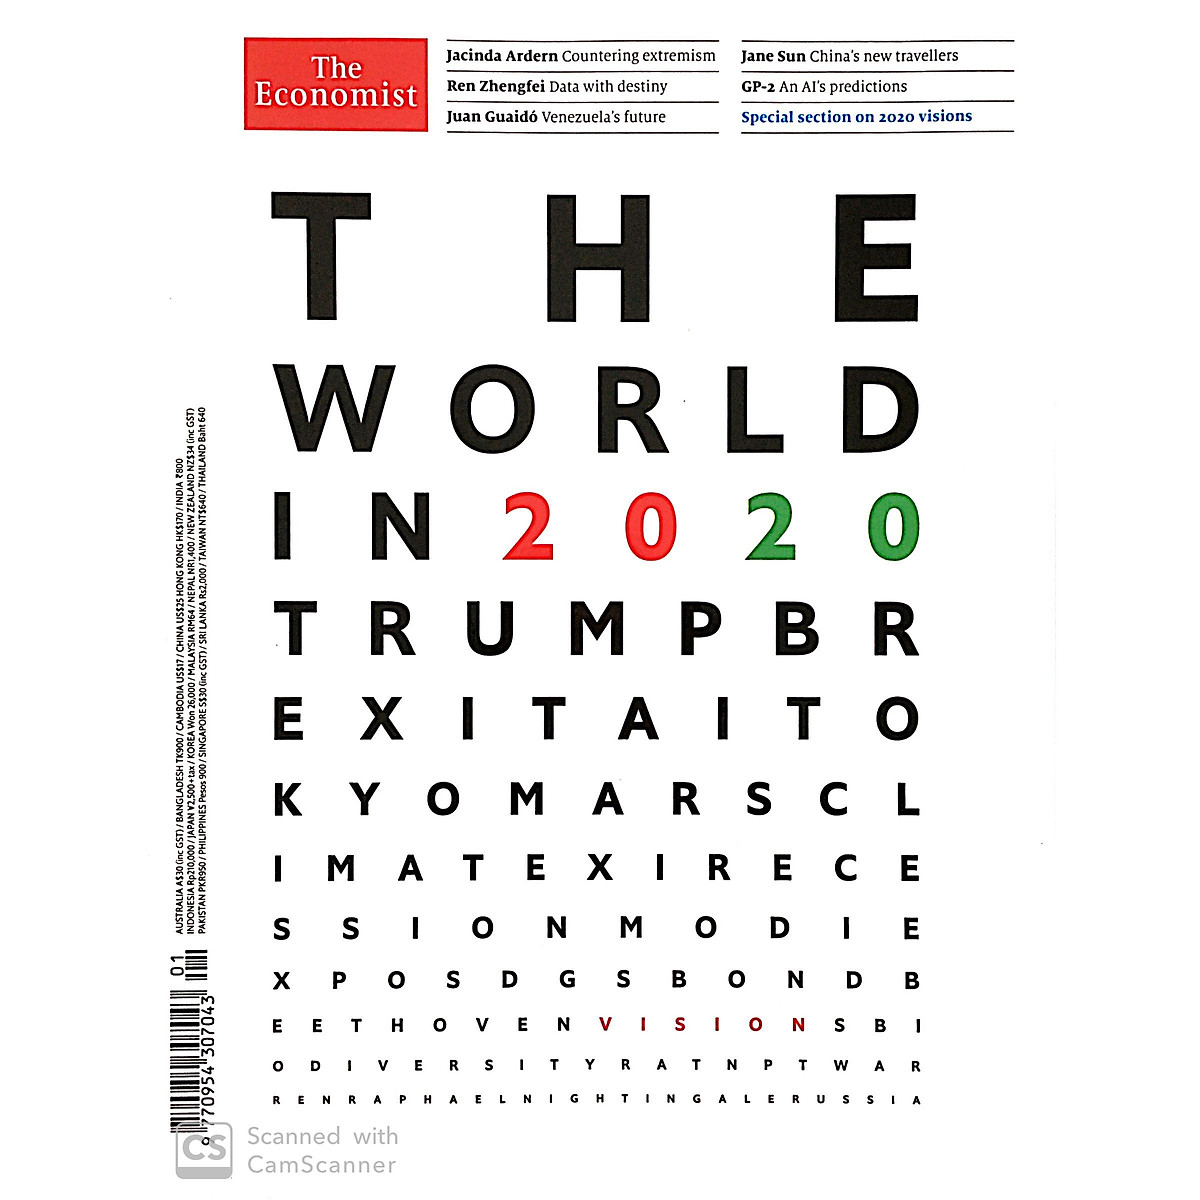 The
Economist
Jacinda Ardern Countering extremism
Ren Zhengfei Data with destiny
Juan Guaidó Venezuela's future
Jane Sun China's new travellers
GP-2 An AI's predictions
Special section on 2020 visions
T H E
W O R L D
I N 2 0 2 0
T R U M P B R
E X I T A I T O
K Y O M A R S C L
I M A T E X I R E C E
S S I O N M O D I E
X P O S D G S B O N D B
E E T H O V E N V I S I O N S B I
O D I V E R S I T Y R A T N P T W A R
R E N R A P H A E L N I G H T I N G A L E R U S S I A
AUSTRALIA A$30 (inc GST) / BANGLADESH TK900 / CAMBODIA US$17 / CHINA US$25 HONG KONG HK$170 / INDIA ₹800
INDONESIA Rp210,000 / JAPAN ¥2,500+tax / KOREA Won 26,000 / MALAYSIA RM64 / NEPAL NR1,400 / NEW ZEALAND NZ$34 (inc GST)
PAKISTAN PKR950 / PHILIPPINES Pesos 900 / SINGAPORE S$30 (inc GST) / SRI LANKA Rs2,000 / TAIWAN NT$640 / THAILAND Baht 640
01
9 770954 307043
CS
Scanned with
CamScanner